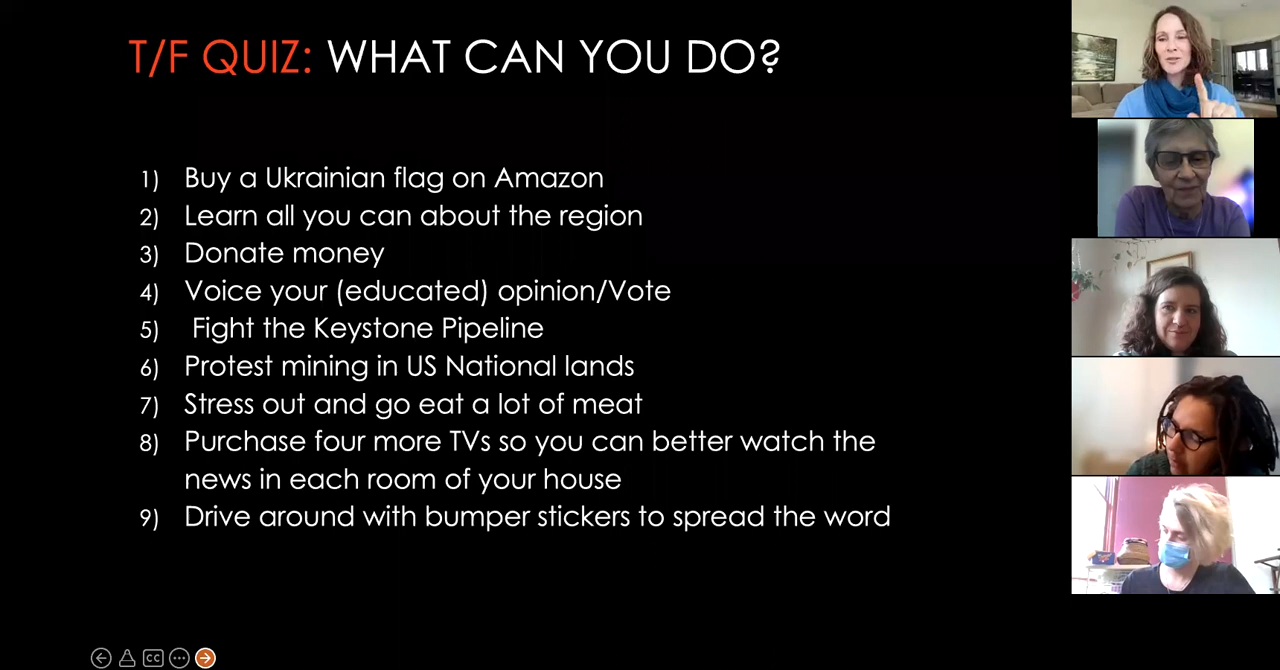 T/F QUIZ: WHAT CAN YOU DO?
1) Buy a Ukrainian flag on Amazon
2) Learn all you can about the region
3) Donate money
4) Voice your (educated) opinion/Vote
5) Fight the Keystone Pipeline
6) Protest mining in US National lands
7) Stress out and go eat a lot of meat
8) Purchase four more TVs so you can better watch the
news in each room of your house
9) Drive around with bumper stickers to spread the word
CC